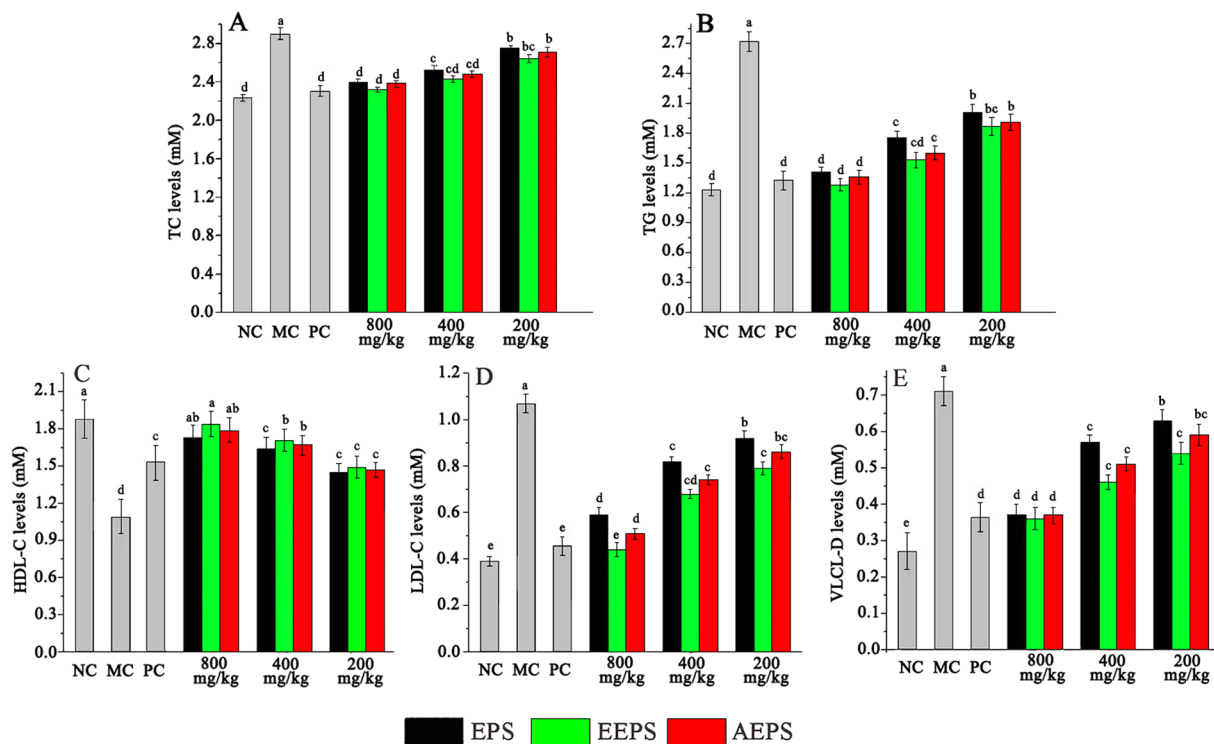 A
TC levels (mM)
2.8
2.4
2.0
1.6
1.2
0.8
0.4
0.0
d a d d d d c cd cd b bc b
NC MC PC 800 400 200
mg/kg mg/kg mg/kg
B
TG levels (mM)
2.7
2.4
2.1
1.8
1.5
1.2
0.9
0.6
0.3
0.0
d a d d d d c cd c b bc b
NC MC PC 800 400 200
mg/kg mg/kg mg/kg
C
HDL-C levels (mM)
2.1
1.8
1.5
1.2
0.9
0.6
0.3
0.0
a d c ab a ab c b b c c c
NC MC PC 800 400 200
mg/kg mg/kg mg/kg
D
LDL-C levels (mM)
1.2
1.0
0.8
0.6
0.4
0.2
0.0
e a e d e d c cd c b c bc
NC MC PC 800 400 200
mg/kg mg/kg mg/kg
E
VLCL-D levels (mM)
0.7
0.6
0.5
0.4
0.3
0.2
0.1
0.0
e a d d d d c c c b c bc
NC MC PC 800 400 200
mg/kg mg/kg mg/kg
EPS EEPS AEPS